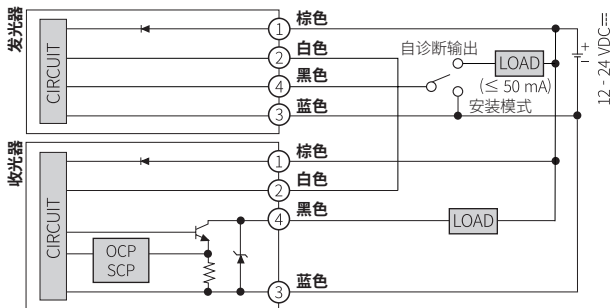 发光器
CIRCUIT
1 棕色
2 白色
4 黑色
3 蓝色
自诊断输出
LOAD
(≤ 50 mA)
安装模式
+
−
12 - 24 VDC⎓
收光器
CIRCUIT
OCP
SCP
1 棕色
2 白色
4 黑色
LOAD
3 蓝色